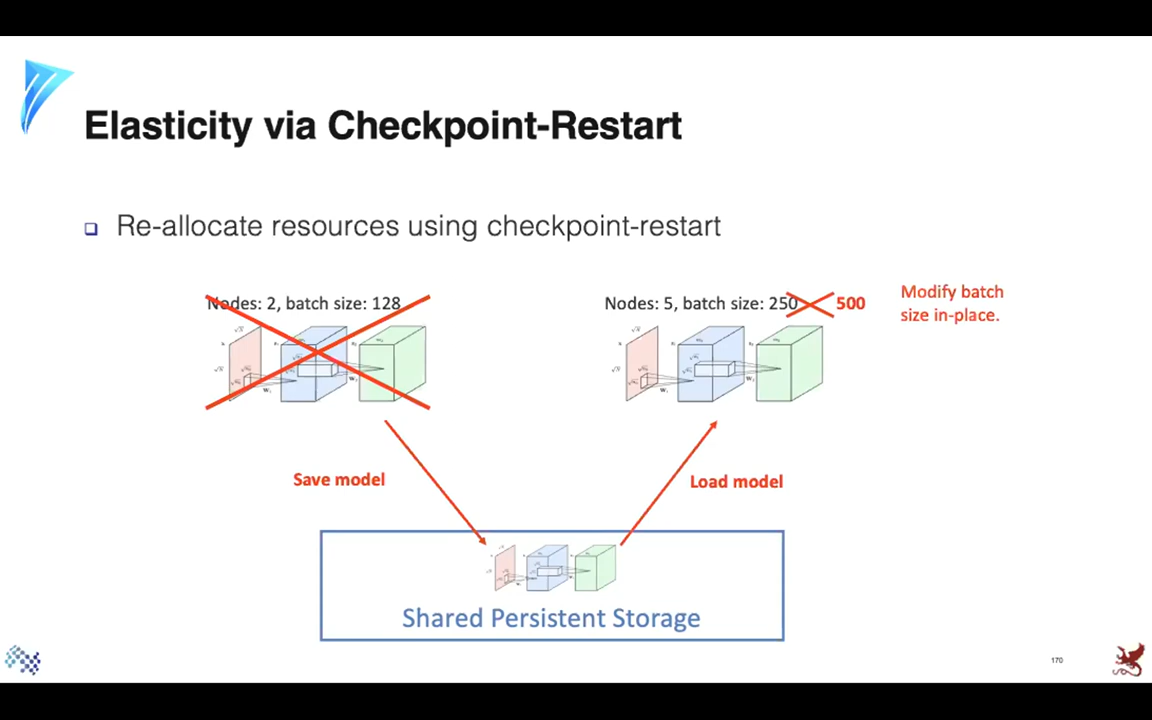 Elasticity via Checkpoint-Restart
Re-allocate resources using checkpoint-restart
Nodes: 2, batch size: 128
Nodes: 5, batch size: 250
500
Modify batch
size in-place.
Save model
Load model
Shared Persistent Storage
170